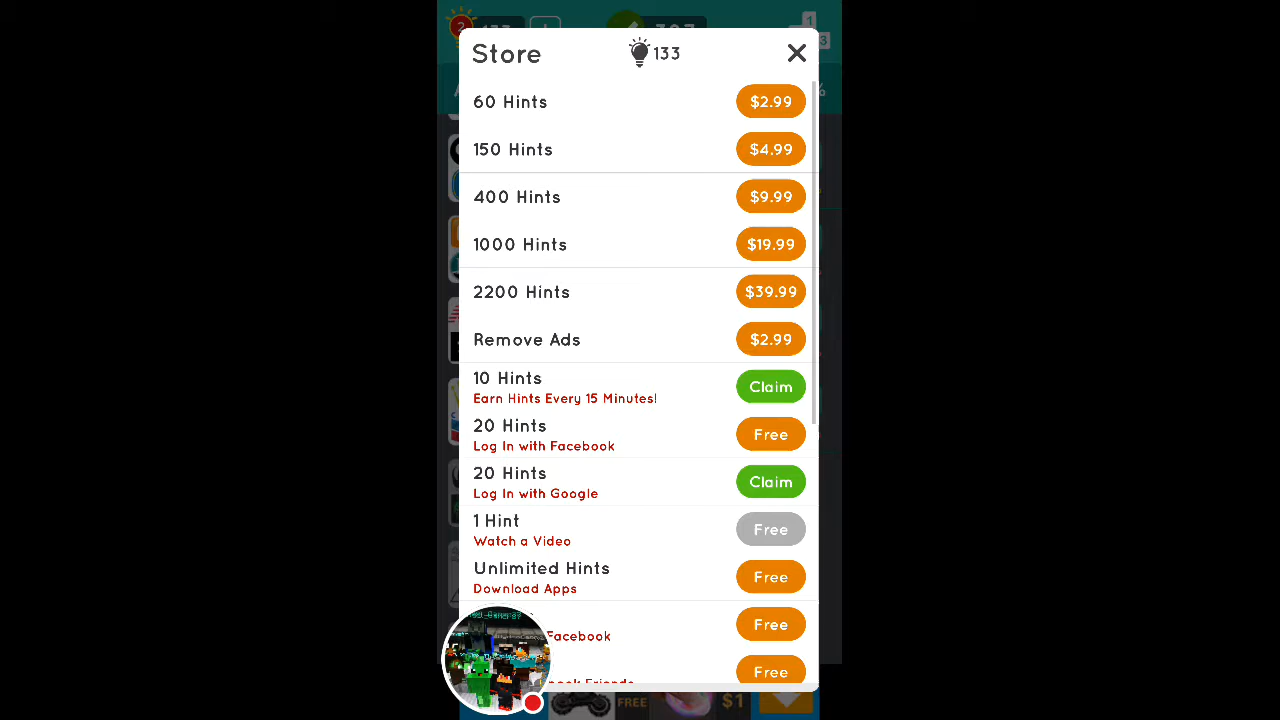 Store 133 X
60 Hints $2.99
150 Hints $4.99
400 Hints $9.99
1000 Hints $19.99
2200 Hints $39.99
Remove Ads $2.99
10 Hints
Earn Hints Every 15 Minutes! Claim
20 Hints
Log In with Facebook Free
20 Hints
Log In with Google Claim
1 Hint
Watch a Video Free
Unlimited Hints
Download Apps Free
Facebook Free
Friends Free
FREE $1